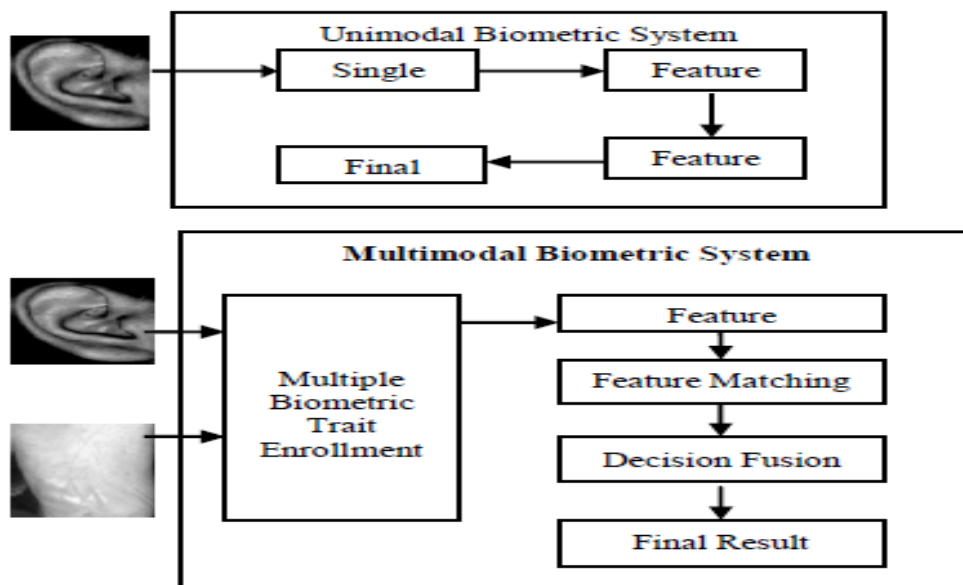 Unimodal Biometric System
Single
Feature
Feature
Final
Multimodal Biometric System
Multiple
Biometric
Trait
Enrollment
Feature
Feature Matching
Decision Fusion
Final Result